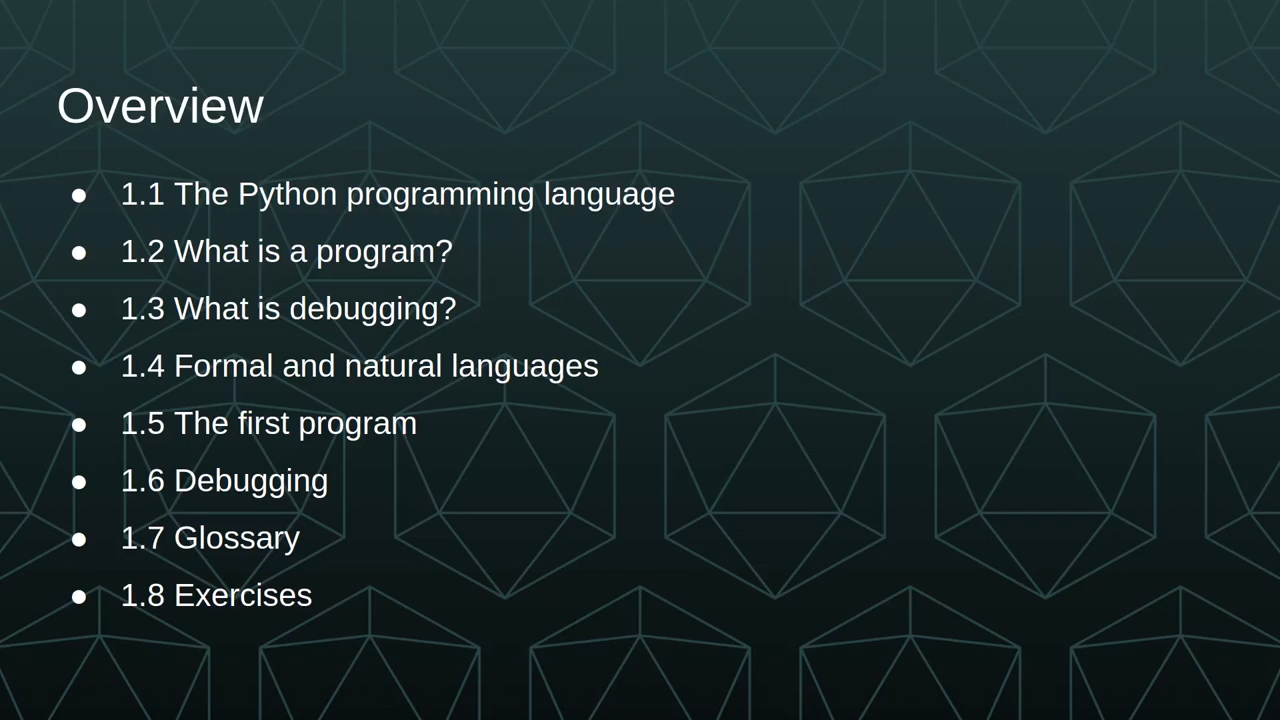 Overview
● 1.1 The Python programming language
● 1.2 What is a program?
● 1.3 What is debugging?
● 1.4 Formal and natural languages
● 1.5 The first program
● 1.6 Debugging
● 1.7 Glossary
● 1.8 Exercises